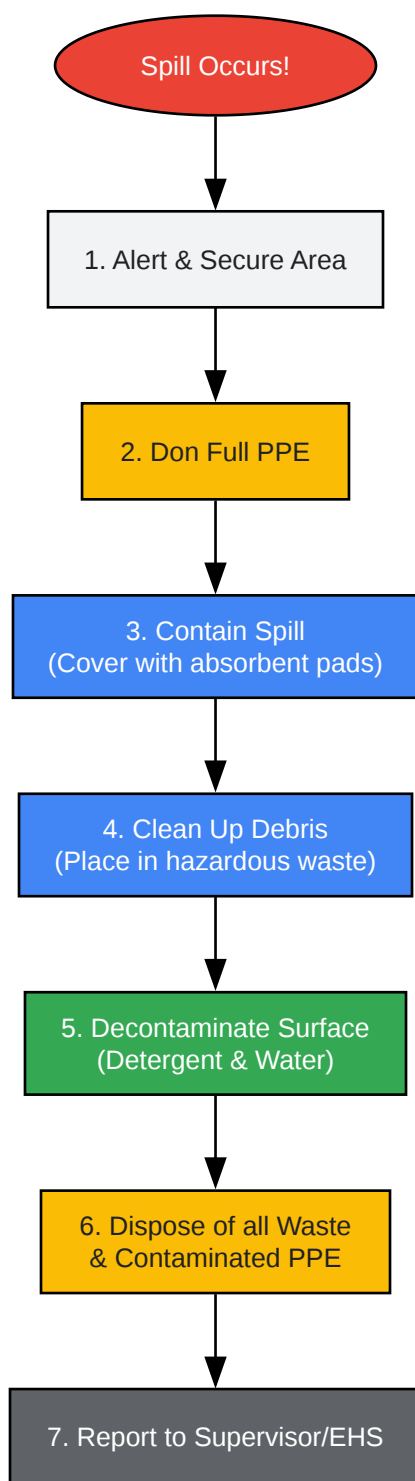 Spill Occurs!
1. Alert & Secure Area
2. Don Full PPE
3. Contain Spill
(Cover with absorbent pads)
4. Clean Up Debris
(Place in hazardous waste)
5. Decontaminate Surface
(Detergent & Water)
6. Dispose of all Waste
& Contaminated PPE
7. Report to Supervisor/EHS